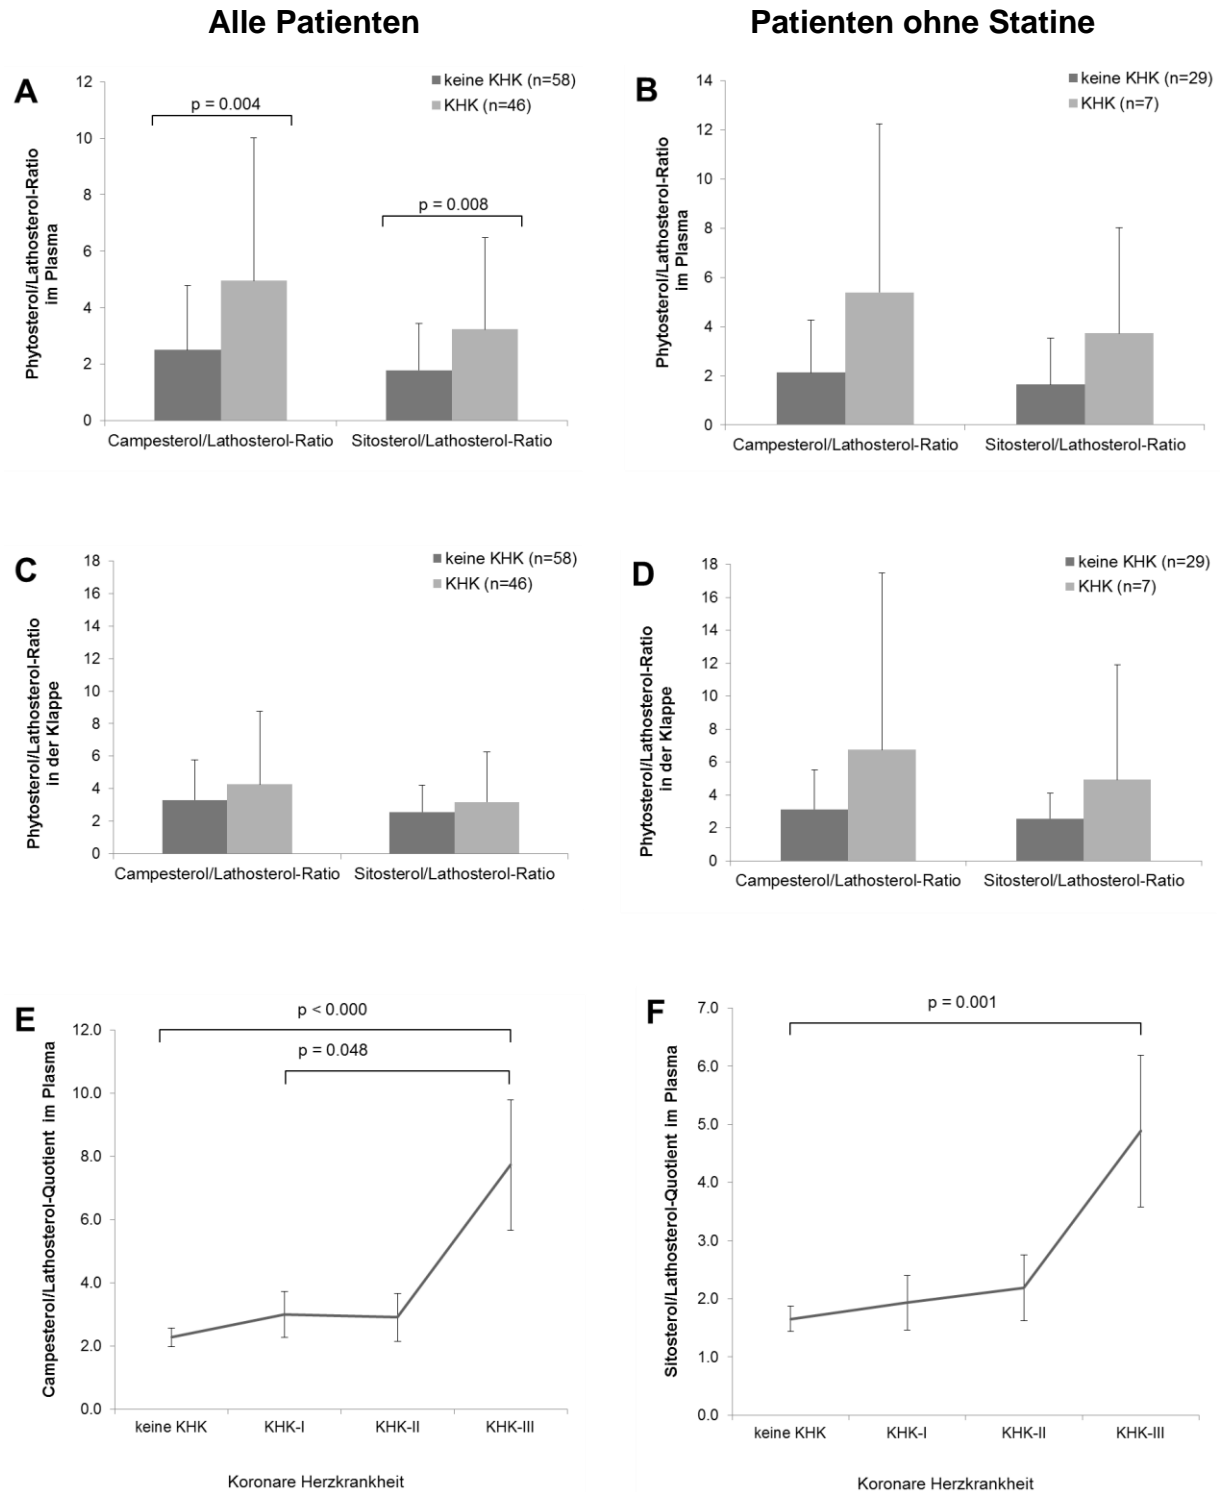 Alle Patienten
Patienten ohne Statine
A
keine KHK (n=58)
KHK (n=46)
p = 0.004
p = 0.008
Phytosterol/Lathosterol-Ratio
im Plasma
12
10
8
6
4
2
0
Campesterol/Lathosterol-Ratio
Sitosterol/Lathosterol-Ratio
B
keine KHK (n=29)
KHK (n=7)
Phytosterol/Lathosterol-Ratio
im Plasma
14
12
10
8
6
4
2
0
Campesterol/Lathosterol-Ratio
Sitosterol/Lathosterol-Ratio
C
keine KHK (n=58)
KHK (n=46)
Phytosterol/Lathosterol-Ratio
in der Klappe
18
16
14
12
10
8
6
4
2
0
Campesterol/Lathosterol-Ratio
Sitosterol/Lathosterol-Ratio
D
keine KHK (n=29)
KHK (n=7)
Phytosterol/Lathosterol-Ratio
in der Klappe
18
16
14
12
10
8
6
4
2
0
Campesterol/Lathosterol-Ratio
Sitosterol/Lathosterol-Ratio
E
p < 0.000
p = 0.048
Campesterol/Lathosterol-Quotient im Plasma
12.0
10.0
8.0
6.0
4.0
2.0
0.0
keine KHK
KHK-I
KHK-II
KHK-III
Koronare Herzkrankheit
F
p = 0.001
Sitosterol/Lathosterol-Quotient im Plasma
7.0
6.0
5.0
4.0
3.0
2.0
1.0
0.0
keine KHK
KHK-I
KHK-II
KHK-III
Koronare Herzkrankheit